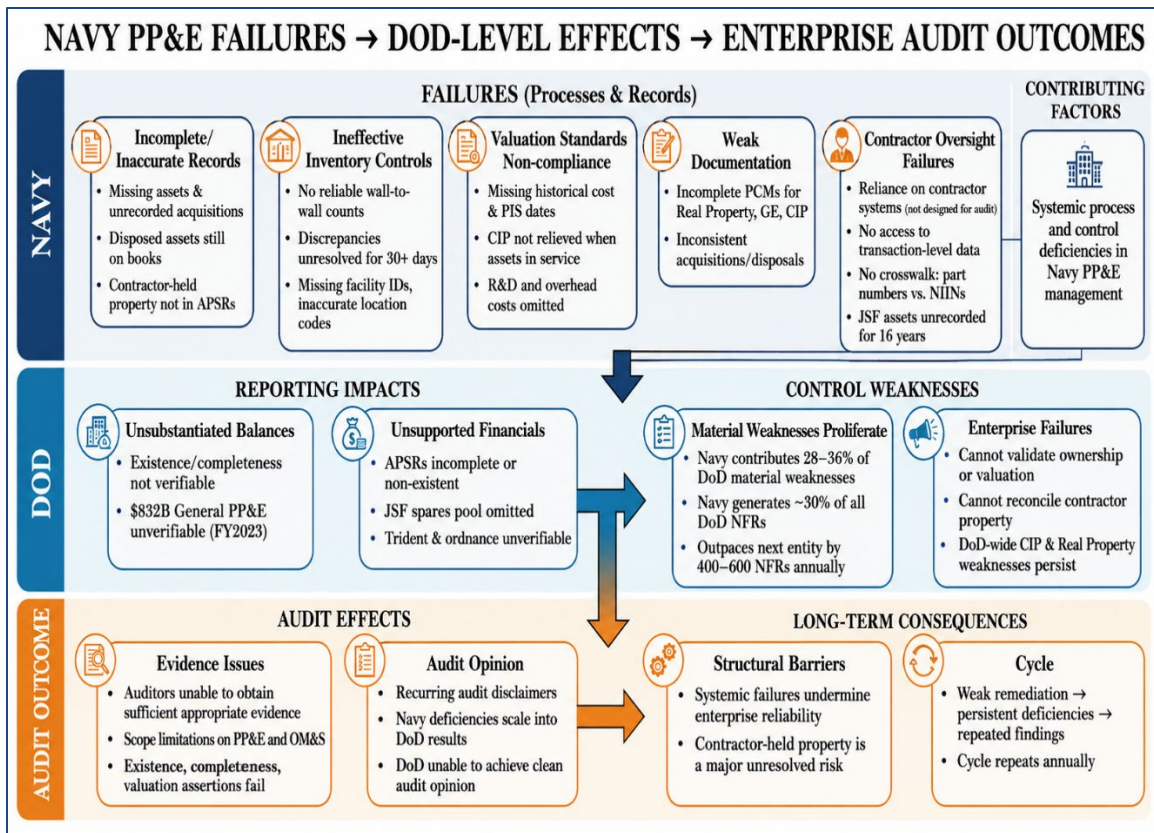 NAVY PP&E FAILURES → DOD-LEVEL EFFECTS → ENTERPRISE AUDIT OUTCOMES
NAVY
FAILURES (Processes & Records)
Incomplete/
Inaccurate Records
• Missing assets &
unrecorded acquisitions
• Disposed assets still
on books
• Contractor-held
property not in APSRs
Ineffective
Inventory Controls
• No reliable wall-to-
wall counts
• Discrepancies
unresolved for 30+ days
• Missing facility IDs,
inaccurate location
codes
Valuation Standards
Non-compliance
• Missing historical cost
& PIS dates
• CIP not relieved when
assets in service
• R&D and overhead
costs omitted
Weak
Documentation
• Incomplete PCMs for
Real Property, GE, CIP
• Inconsistent
acquisitions/disposals
Contractor Oversight
Failures
• Reliance on contractor
systems (not designed for audit)
• No access to
transaction-level data
• No crosswalk: part
numbers vs. NIINs
• JSF assets unrecorded
for 16 years
CONTRIBUTING
FACTORS
Systemic process
and control
deficiencies in
Navy PP&E
management
DOD
REPORTING IMPACTS
Unsubstantiated Balances
• Existence/completeness
not verifiable
• $832B General PP&E
unverifiable (FY2023)
Unsupported Financials
• APSRs incomplete or
non-existent
• JSF spares pool omitted
• Trident & ordnance unverifiable
CONTROL WEAKNESSES
Material Weaknesses Proliferate
• Navy contributes 28–36% of
DoD material weaknesses
• Navy generates ~30% of all
DoD NFRs
• Outpaces next entity by
400–600 NFRs annually
Enterprise Failures
• Cannot validate ownership
or valuation
• Cannot reconcile contractor
property
• DoD-wide CIP & Real Property
weaknesses persist
AUDIT OUTCOME
AUDIT EFFECTS
Evidence Issues
• Auditors unable to obtain
sufficient appropriate evidence
• Scope limitations on PP&E and OM&S
• Existence, completeness,
valuation assertions fail
Audit Opinion
• Recurring audit disclaimers
• Navy deficiencies scale into
DoD results
• DoD unable to achieve clean
audit opinion
LONG-TERM CONSEQUENCES
Structural Barriers
• Systemic failures undermine
enterprise reliability
• Contractor-held property is
a major unresolved risk
Cycle
• Weak remediation →
persistent deficiencies →
repeated findings
• Cycle repeats annually